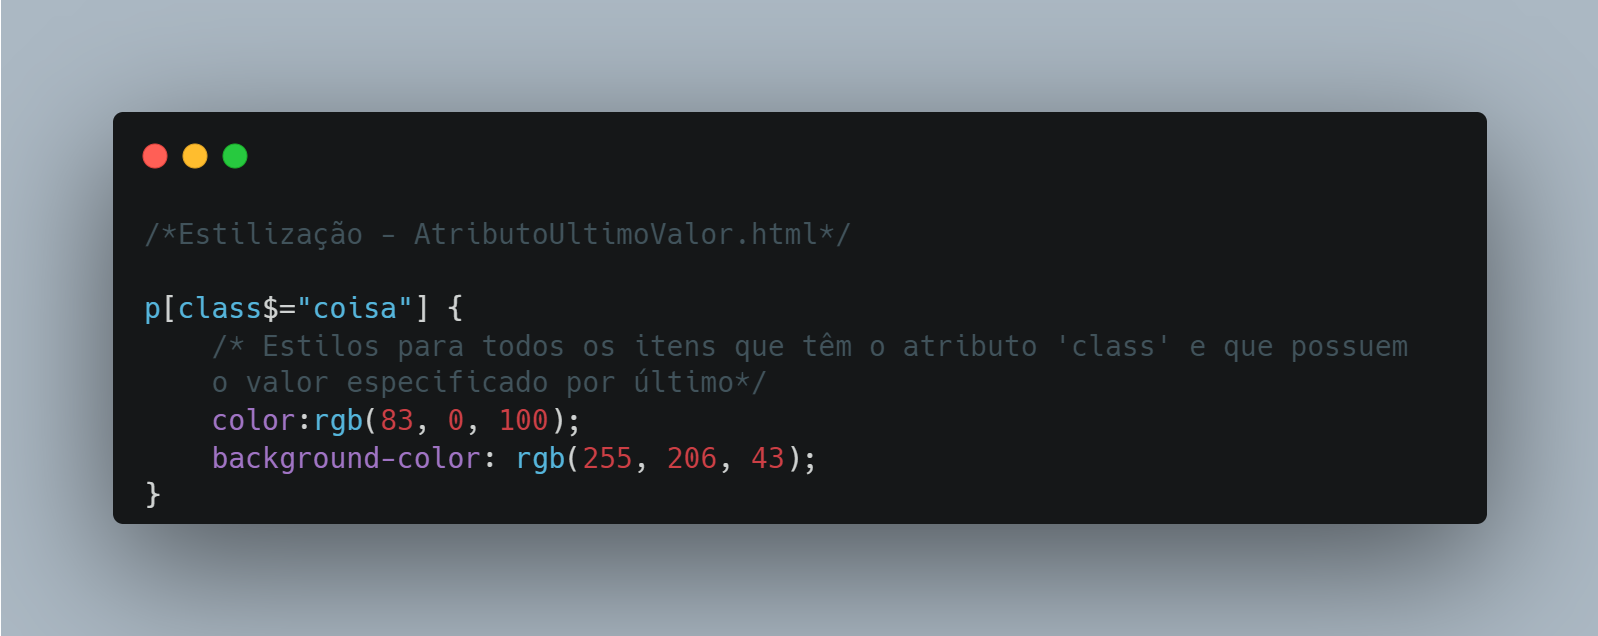 /*Estilização - AtributoUltimoValor.html*/
p[class$="coisa"] {
/* Estilos para todos os itens que têm o atributo 'class' e que possuem
o valor especificado por último*/
color:rgb(83, 0, 100);
background-color: rgb(255, 206, 43);
}